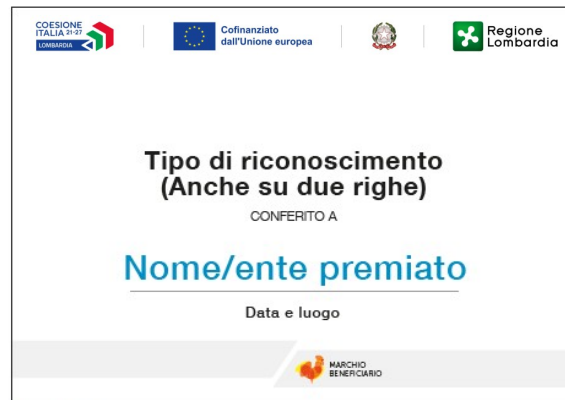 COESIONE
ITALIA 21-27
LOMBARDIA
Cofinanziato
dall'Unione europea
Regione
Lombardia
Tipo di riconoscimento
(Anche su due righe)
CONFERITO A
Nome/ente premiato
Data e luogo
MARCHIO
BENEFICIARIO